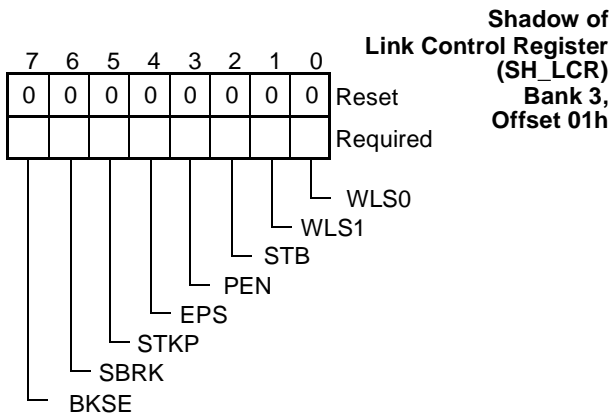 Shadow of
Link Control Register
(SH_LCR)
Bank 3,
Offset 01h
7 6 5 4 3 2 1 0
0 0 0 0 0 0 0 0 Reset
Required
WLS0
WLS1
STB
PEN
EPS
STKP
SBRK
BKSE